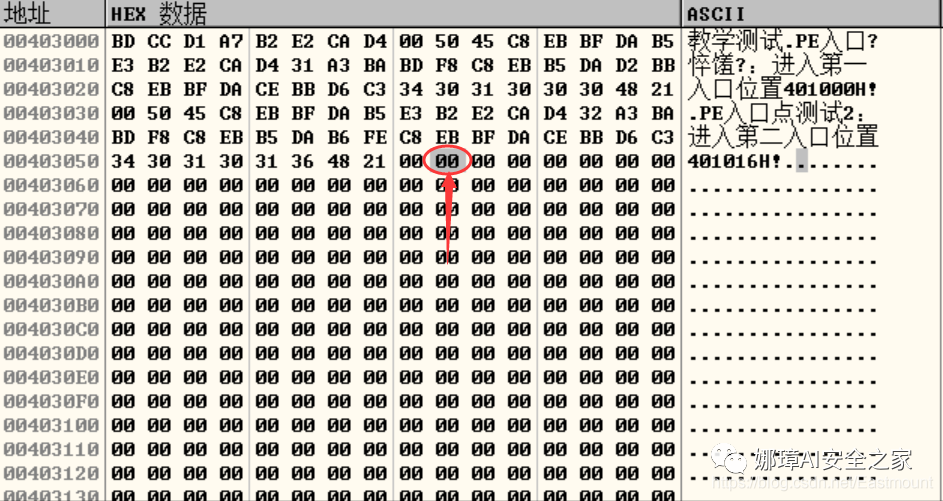 地址 HEX 数据 ASCII
00403000 BD CC D1 A7 B2 E2 CA D4 00 50 45 C8 EB BF DA B5 教学测试.PE入口?
00403010 E3 B2 E2 CA D4 31 A3 BA BD F8 C8 EB B5 DA D2 BB 悴馐?:进入第一
00403020 C8 EB BF DA CE BB D6 C3 34 30 31 30 30 30 48 21 入口位置401000H!
00403030 00 50 45 C8 EB BF DA B5 E3 B2 E2 CA D4 32 A3 BA .PE入口点测试2:
00403040 BD F8 C8 EB B5 DA B6 FE C8 EB BF DA CE BB D6 C3 进入第二入口位置
00403050 34 30 31 30 31 36 48 21 00 00 00 00 00 00 00 00 401016H!........
00403060 00 00 00 00 00 00 00 00 00 00 00 00 00 00 00 00 ................
00403070 00 00 00 00 00 00 00 00 00 00 00 00 00 00 00 00 ................
00403080 00 00 00 00 00 00 00 00 00 00 00 00 00 00 00 00 ................
00403090 00 00 00 00 00 00 00 00 00 00 00 00 00 00 00 00 ................
004030A0 00 00 00 00 00 00 00 00 00 00 00 00 00 00 00 00 ................
004030B0 00 00 00 00 00 00 00 00 00 00 00 00 00 00 00 00 ................
004030C0 00 00 00 00 00 00 00 00 00 00 00 00 00 00 00 00 ................
004030D0 00 00 00 00 00 00 00 00 00 00 00 00 00 00 00 00 ................
004030E0 00 00 00 00 00 00 00 00 00 00 00 00 00 00 00 00 ................
004030F0 00 00 00 00 00 00 00 00 00 00 00 00 00 00 00 00 ................
00403100 00 00 00 00 00 00 00 00 00 00 00 00 00 00 00 00 ................
00403110 00 00 00 00 00 00 00 00 00 00 00 00 00 00 00 00
00403120 00 00 00 00 00 00 00 00 00 00 00 00 00 00 00 00
00403130 00 00 00 00 00 00 00 00 00 00 00 00 00 00 00 00
娜璋AI安全之家
https://blog.csdn.net/Eastmount